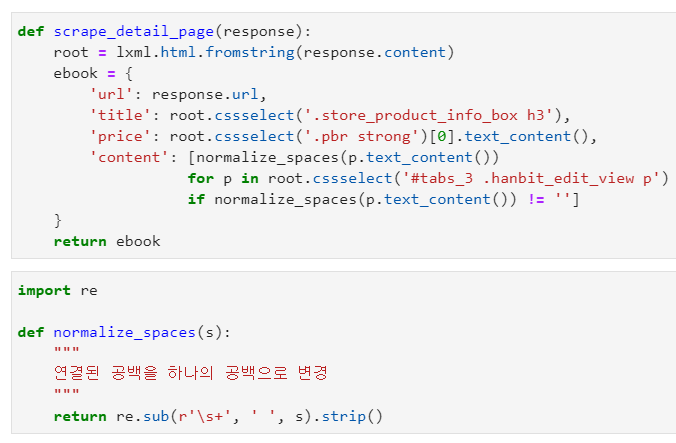 def scrape_detail_page(response):
    root = lxml.html.fromstring(response.content)
    ebook = {
        'url': response.url,
        'title': root.cssselect('.store_product_info_box h3'),
        'price': root.cssselect('.pbr strong')[0].text_content(),
        'content': [normalize_spaces(p.text_content())
                   for p in root.cssselect('#tabs_3 .hanbit_edit_view p')
                   if normalize_spaces(p.text_content()) != '']
    }
    return ebook
import re
def normalize_spaces(s):
    """
    연결된 공백을 하나의 공백으로 변경
    """
    return re.sub(r'\s+', ' ', s).strip()